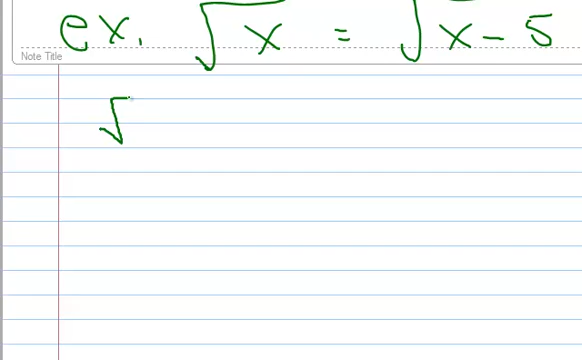 ex. √x = √x - 5
Note Title
√